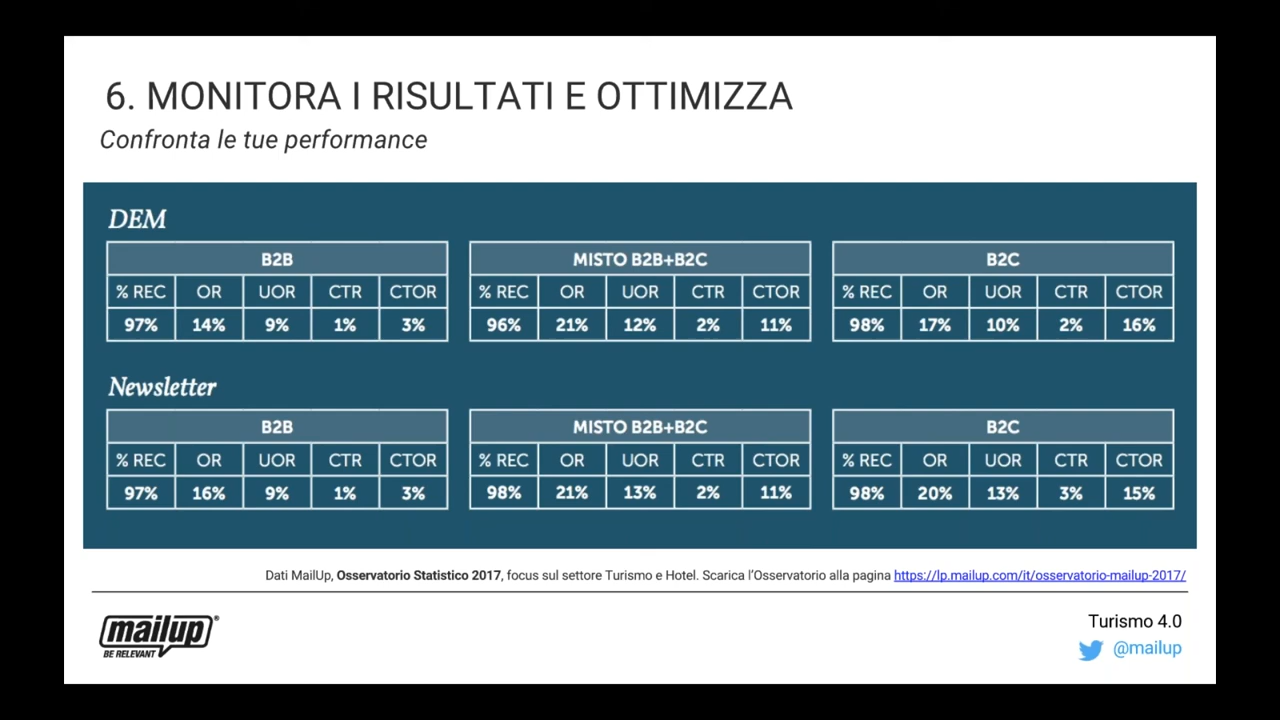 6. MONITORA I RISULTATI E OTTIMIZZA
Confronta le tue performance
DEM
B2B
% REC OR UOR CTR CTOR
97% 14% 9% 1% 3%
MISTO B2B+B2C
% REC OR UOR CTR CTOR
96% 21% 12% 2% 11%
B2C
% REC OR UOR CTR CTOR
98% 17% 10% 2% 16%
Newsletter
B2B
% REC OR UOR CTR CTOR
97% 16% 9% 1% 3%
MISTO B2B+B2C
% REC OR UOR CTR CTOR
98% 21% 13% 2% 11%
B2C
% REC OR UOR CTR CTOR
98% 20% 13% 3% 15%
Dati MailUp, Osservatorio Statistico 2017, focus sul settore Turismo e Hotel. Scarica l’Osservatorio alla pagina https://lp.mailup.com/it/osservatorio-mailup-2017/
mailup®
BE RELEVANT
Turismo 4.0
@mailup